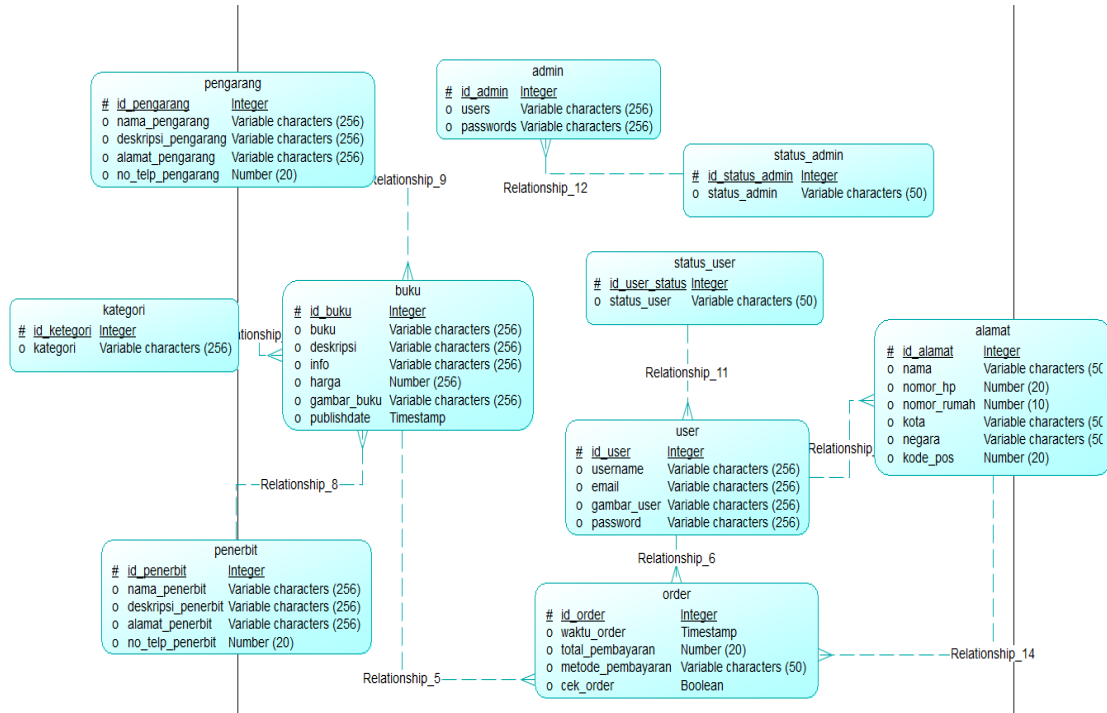 pengarang
# id_pengarang Integer
o nama_pengarang Variable characters (256)
o deskripsi_pengarang Variable characters (256)
o alamat_pengarang Variable characters (256)
o no_telp_pengarang Number (20)
admin
# id_admin Integer
o users Variable characters (256)
o passwords Variable characters (256)
status_admin
# id_status_admin Integer
o status_admin Variable characters (50)
Relationship_9
Relationship_12
status_user
# id_user_status Integer
o status_user Variable characters (50)
kategori
# id_ketegori Integer
o kategori Variable characters (256)
buku
# id_buku Integer
o buku Variable characters (256)
o deskripsi Variable characters (256)
o info Variable characters (256)
o harga Number (256)
o gambar_buku Variable characters (256)
o publishdate Timestamp
alamat
# id_alamat Integer
o nama Variable characters (50
o nomor_hp Number (20)
o nomor_rumah Number (10)
o kota Variable characters (50
o negara Variable characters (50
o kode_pos Number (20)
Relationship_11
user
# id_user Integer
o username Variable characters (256)
o email Variable characters (256)
o gambar_user Variable characters (256)
o password Variable characters (256)
Relationship_
Relationship_8
penerbit
# id_penerbit Integer
o nama_penerbit Variable characters (256)
o deskripsi_penerbit Variable characters (256)
o alamat_penerbit Variable characters (256)
o no_telp_penerbit Number (20)
Relationship_6
order
# id_order Integer
o waktu_order Timestamp
o total_pembayaran Number (20)
o metode_pembayaran Variable characters (50)
o cek_order Boolean
Relationship_14
Relationship_5